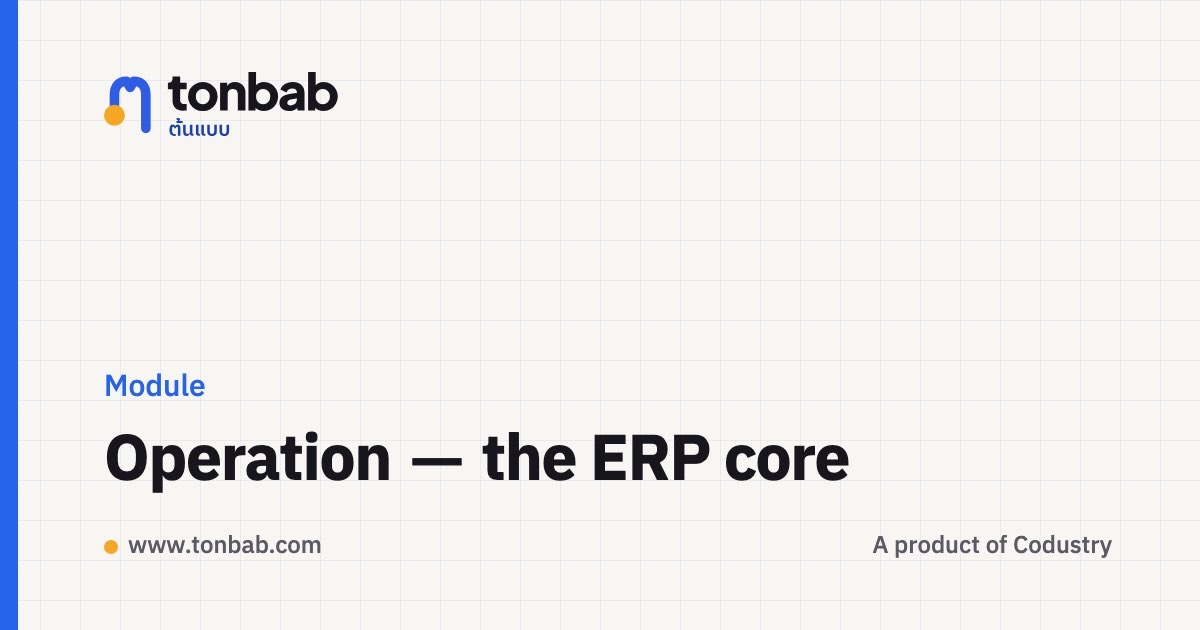 tonbab
ต้นแบบ
Module
Operation — the ERP core
www.tonbab.com
A product of Codustry